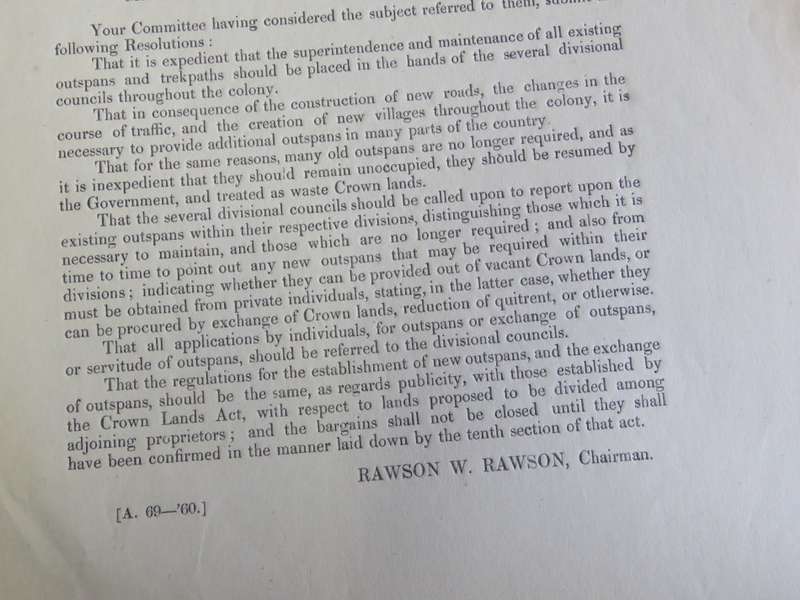 Your Committee having considered the subject referred to them,
following Resolutions :
That it is expedient that the superintendence and maintenance of all existing
outspans and trekpaths should be placed in the hands of the several divisional
councils throughout the colony.
That in consequence of the construction of new roads, the changes in the
course of traffic, and the creation of new villages throughout the colony, it is
necessary to provide additional outspans in many parts of the country.
That for the same reasons, many old outspans are no longer required, and as
it is inexpedient that they should remain unoccupied, they should be resumed by
the Government, and treated as waste Crown lands.
That the several divisional councils should be called upon to report upon the
existing outspans within their respective divisions, distinguishing those which it is
necessary to maintain, and those which are no longer required ; and also from
time to time to point out any new outspans that may be required within their
divisions ; indicating whether they can be provided out of vacant Crown lands, or
must be obtained from private individuals, stating, in the latter case, whether they
can be procured by exchange of Crown lands, reduction of quitrent, or otherwise.
That all applications by individuals, for outspans or exchange of outspans,
or servitude of outspans, should be referred to the divisional councils.
That the regulations for the establishment of new outspans, and the exchange
of outspans, should be the same, as regards publicity, with those established by
the Crown Lands Act, with respect to lands proposed to be divided among
adjoining proprietors ; and the bargains shall not be closed until they shall
have been confirmed in the manner laid down by the tenth section of that act.
RAWSON W. RAWSON, Chairman.
[A. 69—'60.]